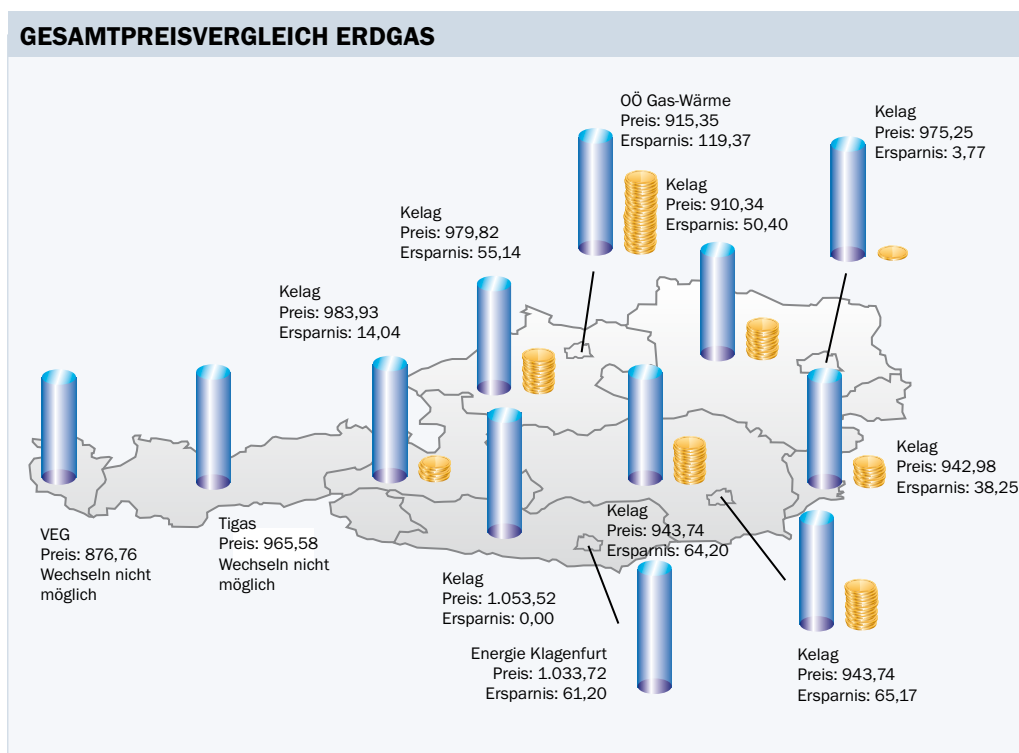 GESAMTPREISVERGLEICH ERDGAS
OÖ Gas-Wärme
Preis: 915,35
Ersparnis: 119,37
Kelag
Preis: 975,25
Ersparnis: 3,77
Kelag
Preis: 910,34
Ersparnis: 50,40
Kelag
Preis: 979,82
Ersparnis: 55,14
Kelag
Preis: 983,93
Ersparnis: 14,04
Kelag
Preis: 942,98
Ersparnis: 38,25
VEG
Preis: 876,76
Wechseln nicht
möglich
Tigas
Preis: 965,58
Wechseln nicht
möglich
Kelag
Preis: 943,74
Ersparnis: 64,20
Kelag
Preis: 1.053,52
Ersparnis: 0,00
Energie Klagenfurt
Preis: 1.033,72
Ersparnis: 61,20
Kelag
Preis: 943,74
Ersparnis: 65,17